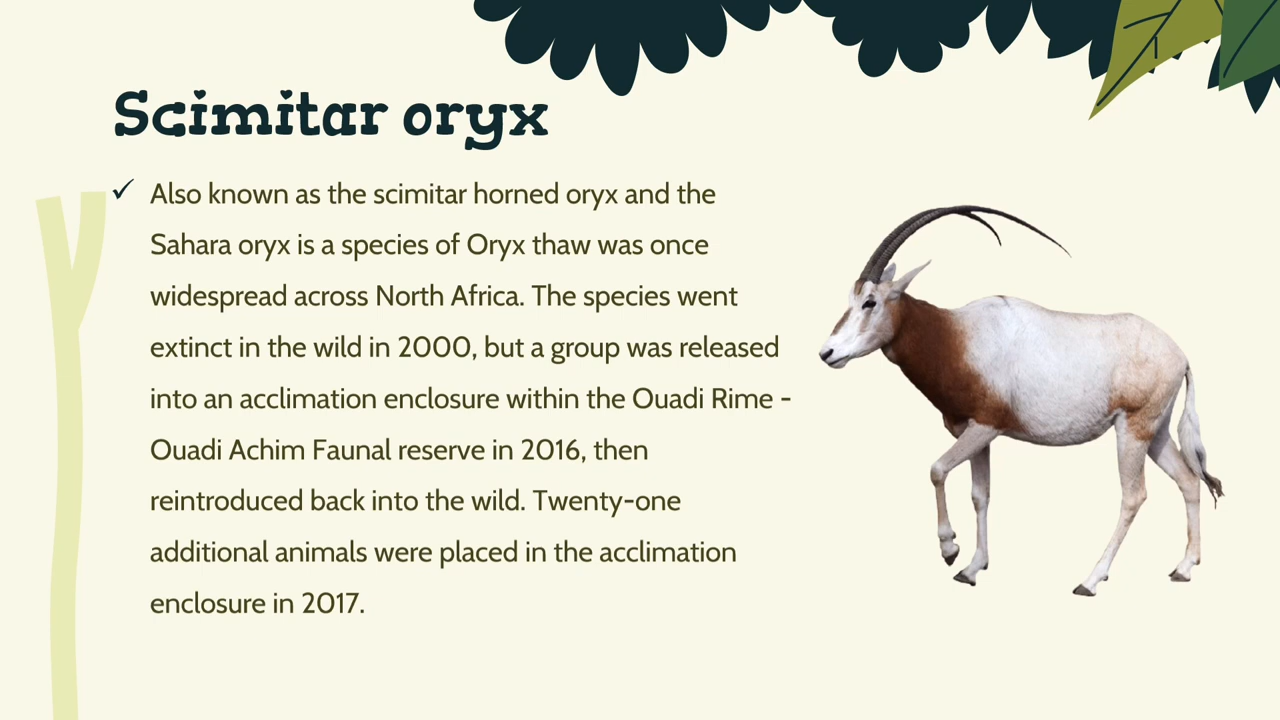 Scimitar oryx
✓ Also known as the scimitar horned oryx and the
Sahara oryx is a species of Oryx thaw was once
widespread across North Africa. The species went
extinct in the wild in 2000, but a group was released
into an acclimation enclosure within the Ouadi Rime -
Ouadi Achim Faunal reserve in 2016, then
reintroduced back into the wild. Twenty-one
additional animals were placed in the acclimation
enclosure in 2017.